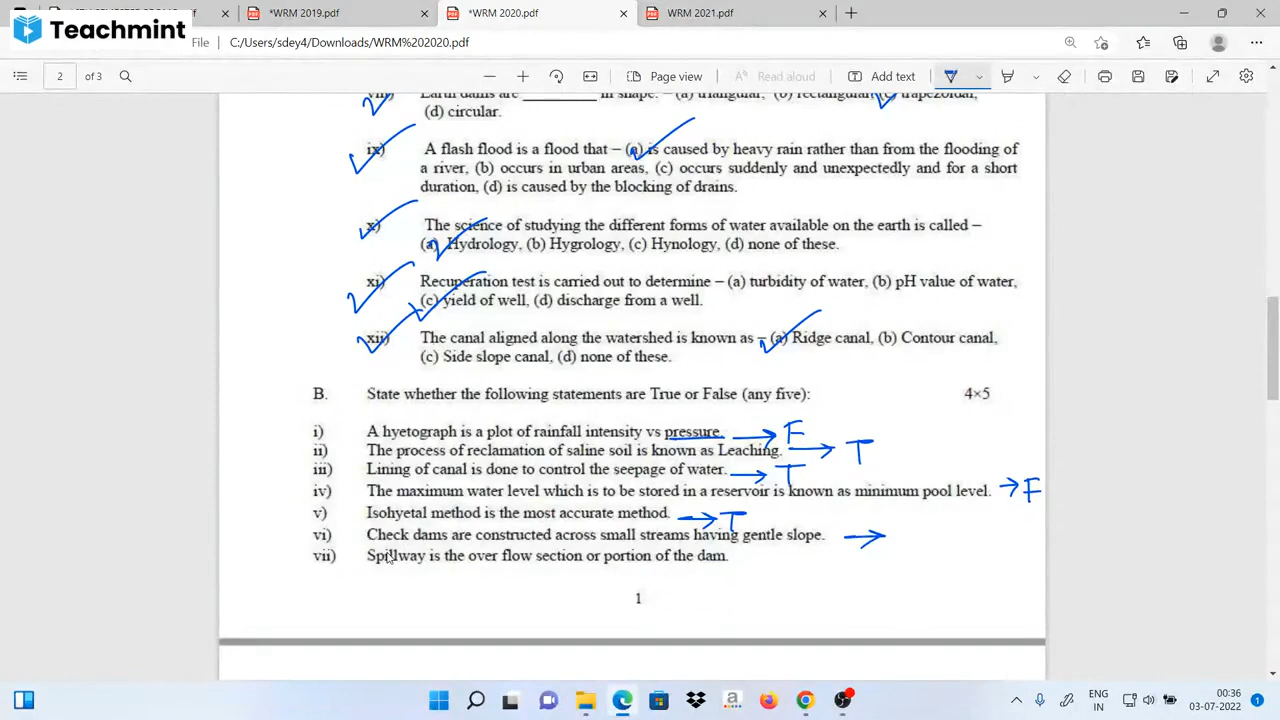 Teachmint
*WRM 2019.pdf
*WRM 2020.pdf
WRM 2021.pdf
File
C:/Users/sdey4/Downloads/WRM%202020.pdf
2 of 3
Page view
Read aloud
Add text
viii) Earth dams are ________ in shape. – (a) triangular, (b) rectangular, (c) trapezoidal,
(d) circular.
ix) A flash flood is a flood that – (a) is caused by heavy rain rather than from the flooding of
a river, (b) occurs in urban areas, (c) occurs suddenly and unexpectedly and for a short
duration, (d) is caused by the blocking of drains.
x) The science of studying the different forms of water available on the earth is called –
(a) Hydrology, (b) Hygrology, (c) Hynology, (d) none of these.
xi) Recuperation test is carried out to determine – (a) turbidity of water, (b) pH value of water,
(c) yield of well, (d) discharge from a well.
xii) The canal aligned along the watershed is known as – (a) Ridge canal, (b) Contour canal,
(c) Side slope canal, (d) none of these.
B. State whether the following statements are True or False (any five): 4×5
i) A hyetograph is a plot of rainfall intensity vs pressure. → F
ii) The process of reclamation of saline soil is known as Leaching. → T
iii) Lining of canal is done to control the seepage of water. → T
iv) The maximum water level which is to be stored in a reservoir is known as minimum pool level. → F
v) Isohyetal method is the most accurate method. → T
vi) Check dams are constructed across small streams having gentle slope. →
vii) Spillway is the over flow section or portion of the dam.
1
ENG
IN
00:36
03-07-2022
1